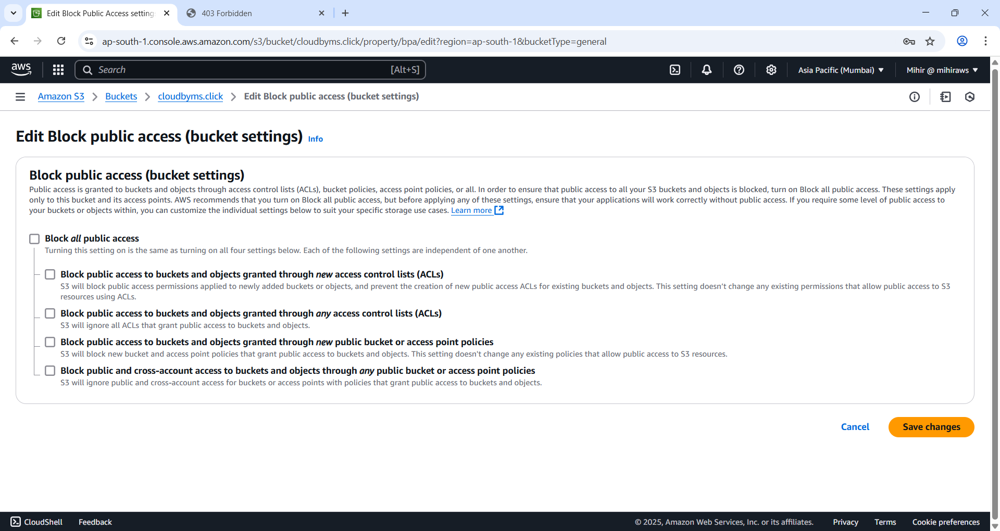 Edit Block Public Access setting
403 Forbidden
ap-south-1.console.aws.amazon.com/s3/bucket/cloudbyms.click/property/bpa/edit?region=ap-south-1&bucketType=general
aws
Search
[Alt+S]
Asia Pacific (Mumbai)
Mihir @ mihiraws
Amazon S3 > Buckets > cloudbyms.click > Edit Block public access (bucket settings)
Edit Block public access (bucket settings) Info
Block public access (bucket settings)
Public access is granted to buckets and objects through access control lists (ACLs), bucket policies, access point policies, or all. In order to ensure that public access to all your S3 buckets and objects is blocked, turn on Block all public access. These settings apply
only to this bucket and its access points. AWS recommends that you turn on Block all public access, but before applying any of these settings, ensure that your applications will work correctly without public access. If you require some level of public access to
your buckets or objects within, you can customize the individual settings below to suit your specific storage use cases. Learn more
Block all public access
Turning this setting on is the same as turning on all four settings below. Each of the following settings are independent of one another.
Block public access to buckets and objects granted through new access control lists (ACLs)
S3 will block public access permissions applied to newly added buckets or objects, and prevent the creation of new public access ACLs for existing buckets and objects. This setting doesn't change any existing permissions that allow public access to S3
resources using ACLs.
Block public access to buckets and objects granted through any access control lists (ACLs)
S3 will ignore all ACLs that grant public access to buckets and objects.
Block public access to buckets and objects granted through new public bucket or access point policies
S3 will block new bucket and access point policies that grant public access to buckets and objects. This setting doesn't change any existing policies that allow public access to S3 resources.
Block public and cross-account access to buckets and objects through any public bucket or access point policies
S3 will ignore public and cross-account access for buckets or access points with policies that grant public access to buckets and objects.
Cancel
Save changes
CloudShell
Feedback
© 2025, Amazon Web Services, Inc. or its affiliates.
Privacy
Terms
Cookie preferences